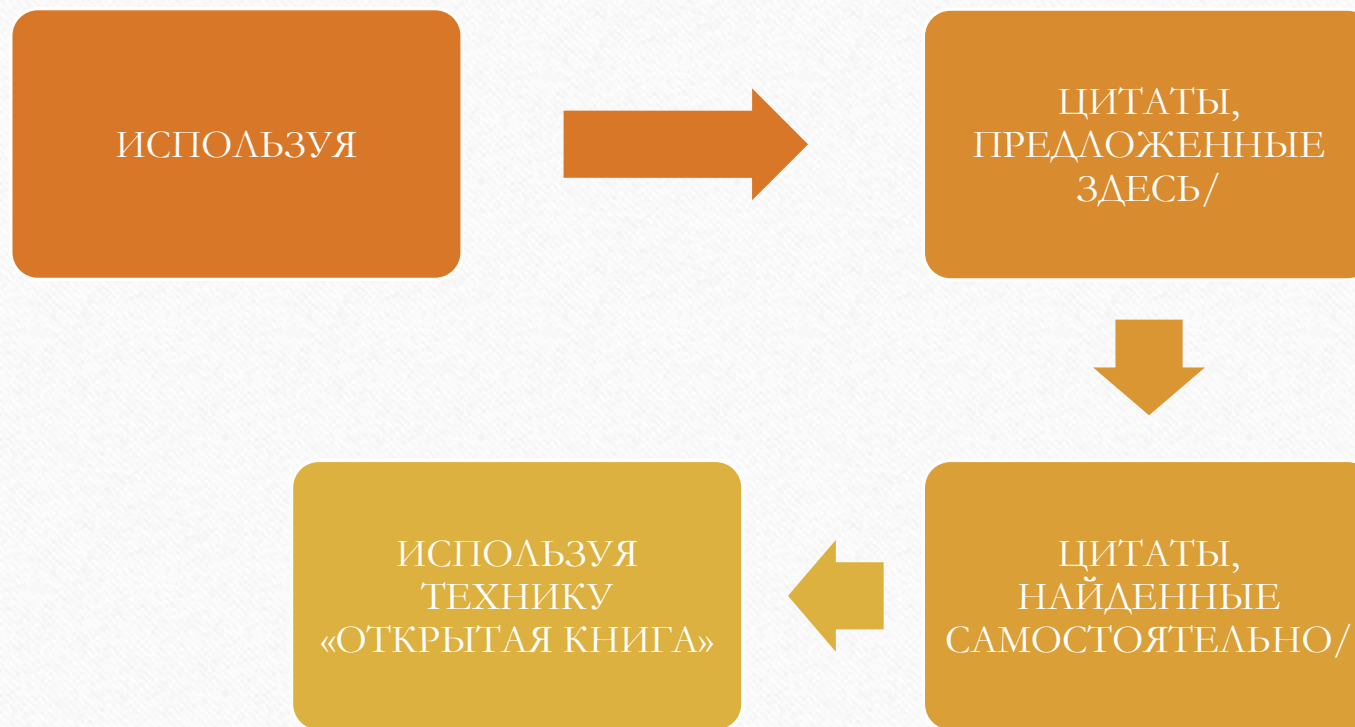 ИСПОЛЬЗУЯ
ЦИТАТЫ,
ПРЕДЛОЖЕННЫЕ
ЗДЕСЬ/
ЦИТАТЫ,
НАЙДЕННЫЕ
САМОСТОЯТЕЛЬНО/
ИСПОЛЬЗУЯ
ТЕХНИКУ
«ОТКРЫТАЯ КНИГА»